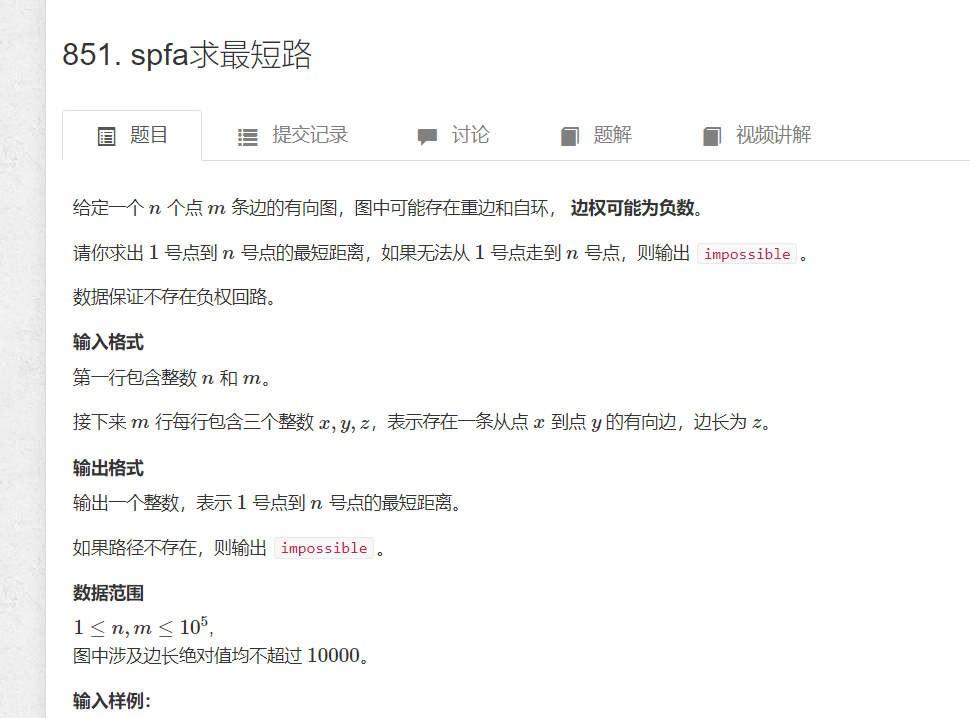 851. spfa求最短路
题目 提交记录 讨论 题解 视频讲解
给定一个 n 个点 m 条边的有向图，图中可能存在重边和自环， 边权可能为负数。
请你求出 1 号点到 n 号点的最短距离，如果无法从 1 号点走到 n 号点，则输出 impossible 。
数据保证不存在负权回路。
输入格式
第一行包含整数 n 和 m。
接下来 m 行每行包含三个整数 x, y, z，表示存在一条从点 x 到点 y 的有向边，边长为 z。
输出格式
输出一个整数，表示 1 号点到 n 号点的最短距离。
如果路径不存在，则输出 impossible 。
数据范围
1 ≤ n, m ≤ 10⁵,
图中涉及边长绝对值均不超过 10000。
输入样例：